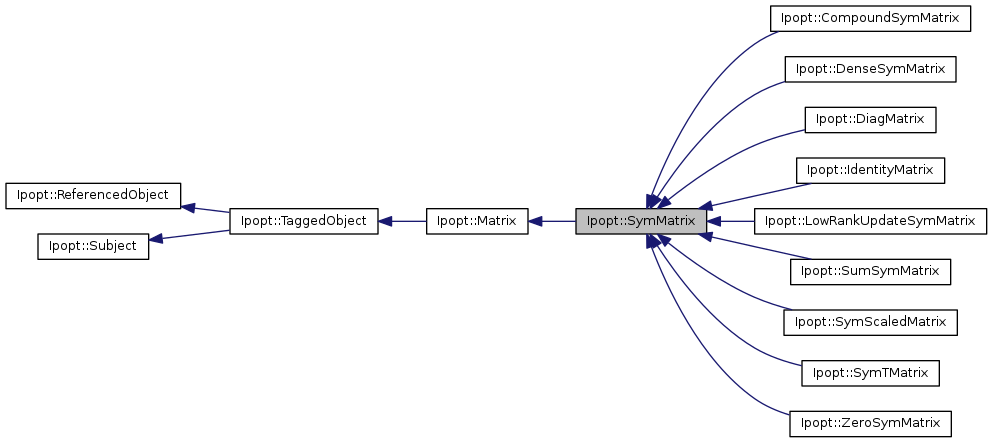 Ipopt::CompoundSymMatrix
Ipopt::DenseSymMatrix
Ipopt::DiagMatrix
Ipopt::IdentityMatrix
Ipopt::ReferencedObject
Ipopt::TaggedObject
Ipopt::Matrix
Ipopt::SymMatrix
Ipopt::LowRankUpdateSymMatrix
Ipopt::Subject
Ipopt::SumSymMatrix
Ipopt::SymScaledMatrix
Ipopt::SymTMatrix
Ipopt::ZeroSymMatrix